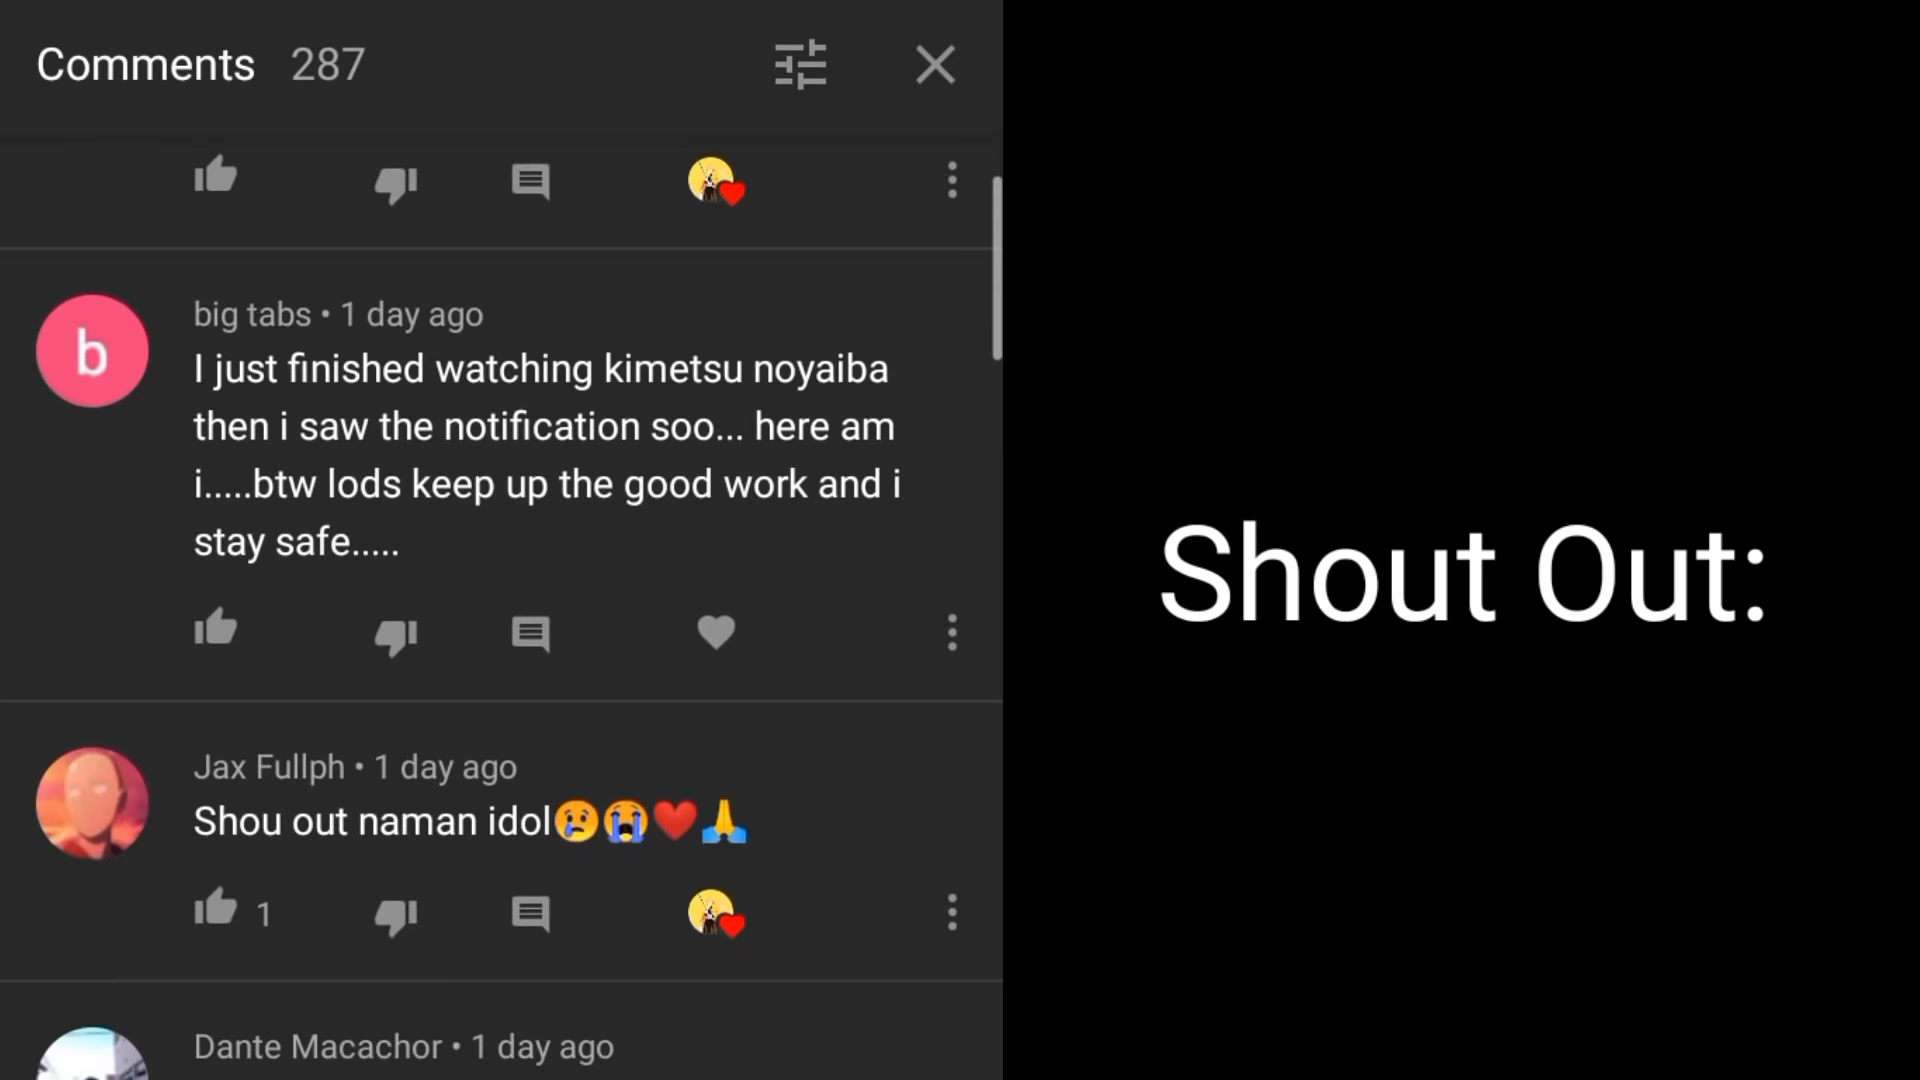 Comments 287
b
big tabs • 1 day ago
I just finished watching kimetsu noyaiba
then i saw the notification soo... here am
i.....btw lods keep up the good work and i
stay safe.....
Jax Fullph • 1 day ago
Shou out naman idol😢😭❤️🙏
1
Dante Macachor • 1 day ago
Shout Out: